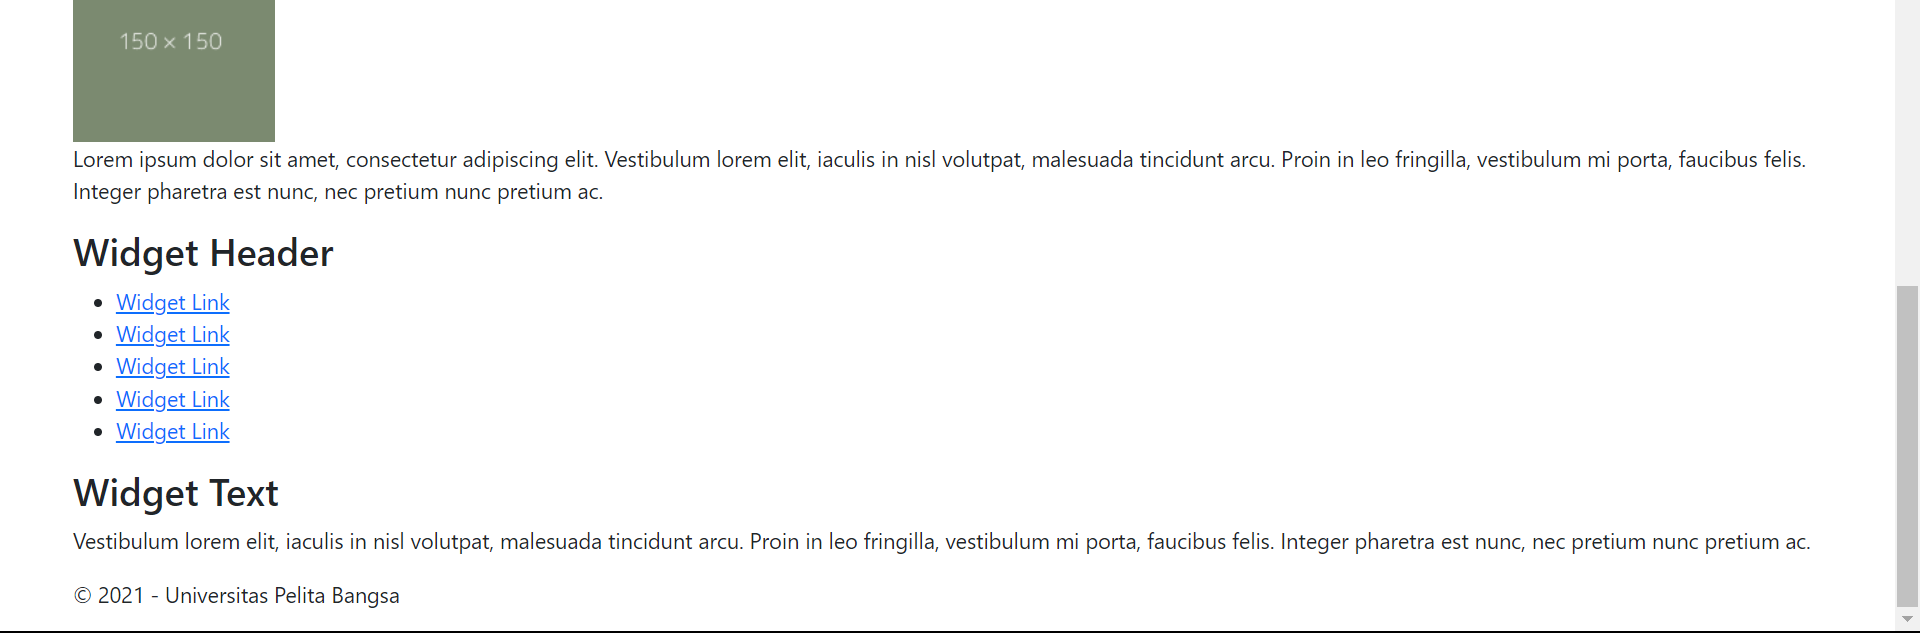 150 × 150
Lorem ipsum dolor sit amet, consectetur adipiscing elit. Vestibulum lorem elit, iaculis in nisl volutpat, malesuada tincidunt arcu. Proin in leo fringilla, vestibulum mi porta, faucibus felis.
Integer pharetra est nunc, nec pretium nunc pretium ac.
Widget Header
Widget Link
Widget Link
Widget Link
Widget Link
Widget Link
Widget Text
Vestibulum lorem elit, iaculis in nisl volutpat, malesuada tincidunt arcu. Proin in leo fringilla, vestibulum mi porta, faucibus felis. Integer pharetra est nunc, nec pretium nunc pretium ac.
© 2021 - Universitas Pelita Bangsa